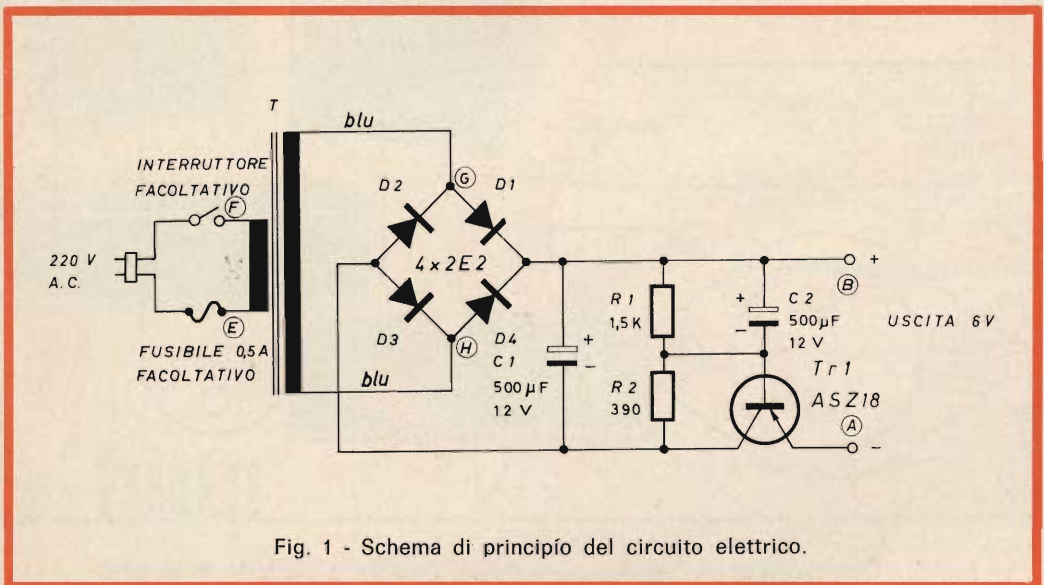 T
blu
INTERRUTTORE
FACOLTATIVO
F
G
D2
D1
220 V
A.C.
4x2E2
B
+
R1
1,5K
+
-
C2
500µF
12 V
USCITA 6V
E
FUSIBILE 0,5A
FACOLTATIVO
D3
H
D4
C1
500µF
12 V
+
-
R2
390
Tr1
ASZ18
A
-
blu
Fig. 1 - Schema di principio del circuito elettrico.